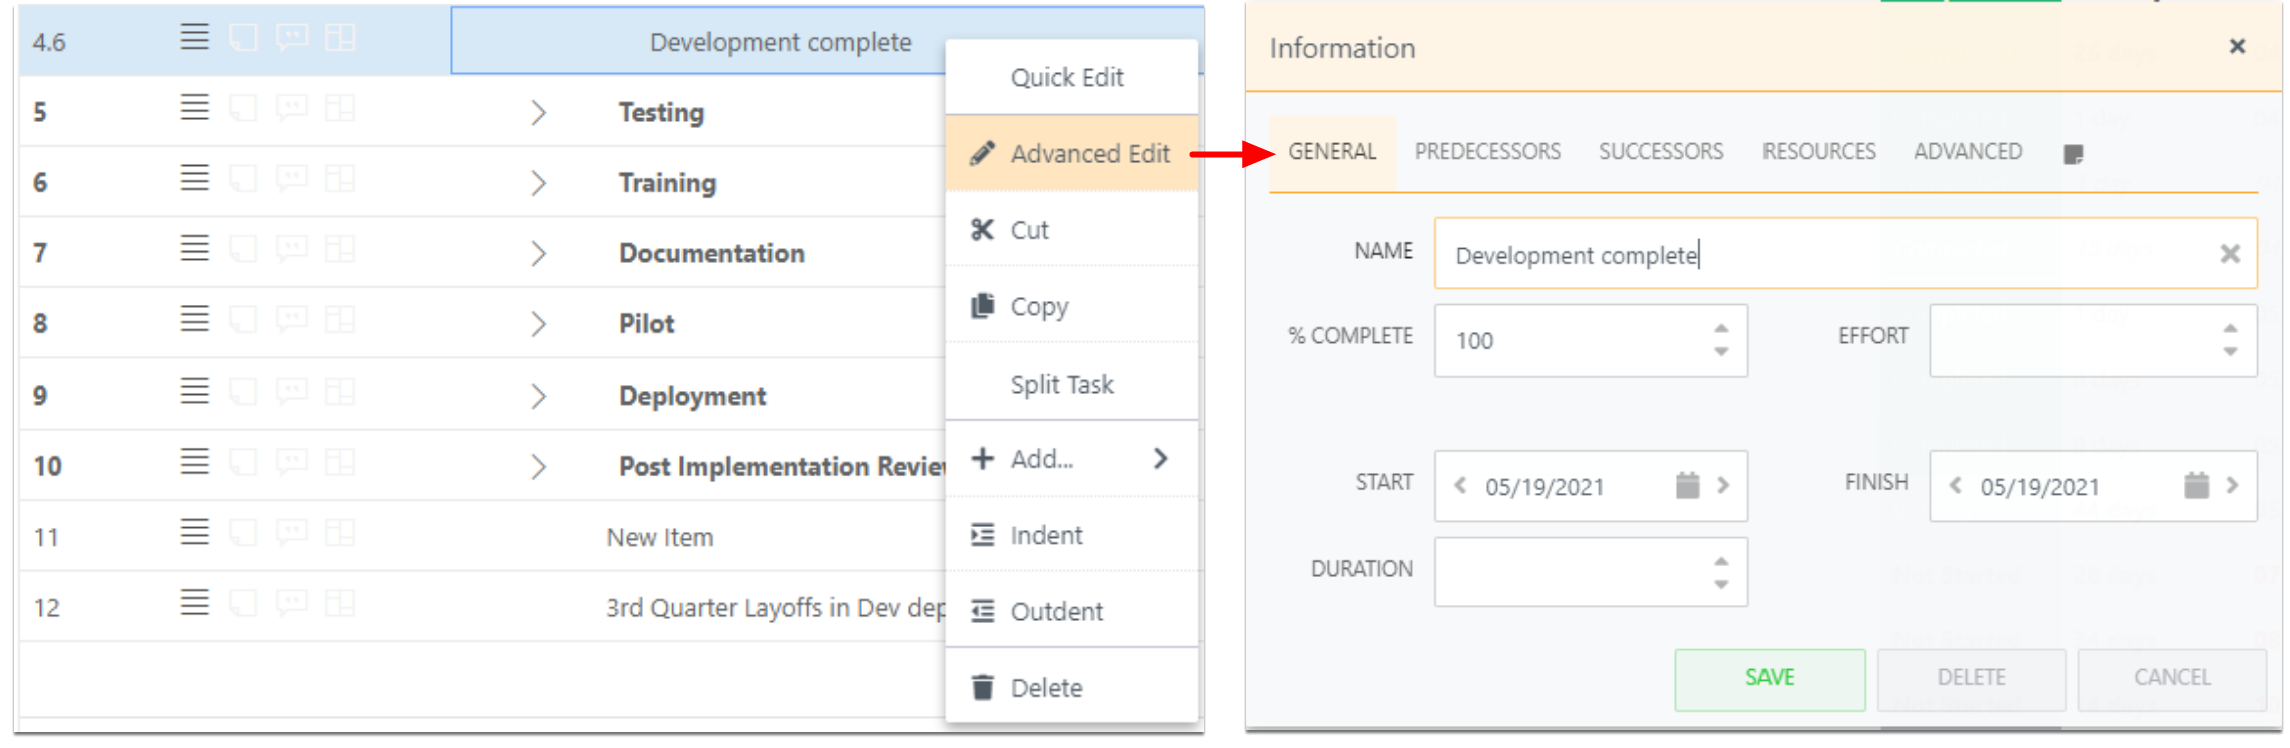 4.6 Development complete
5 Testing
6 Training
7 Documentation
8 Pilot
9 Deployment
10 Post Implementation
11 New Item
12 3rd Quarter Layoffs in Dev
Quick Edit
Advanced Edit
Cut
Copy
Split Task
Add...
Indent
Outdent
Delete
Information
GENERAL PREDECESSORS SUCCESSORS RESOURCES ADVANCED
NAME Development complete
% COMPLETE 100 EFFORT
START 05/19/2021 FINISH 05/19/2021
DURATION
SAVE DELETE CANCEL